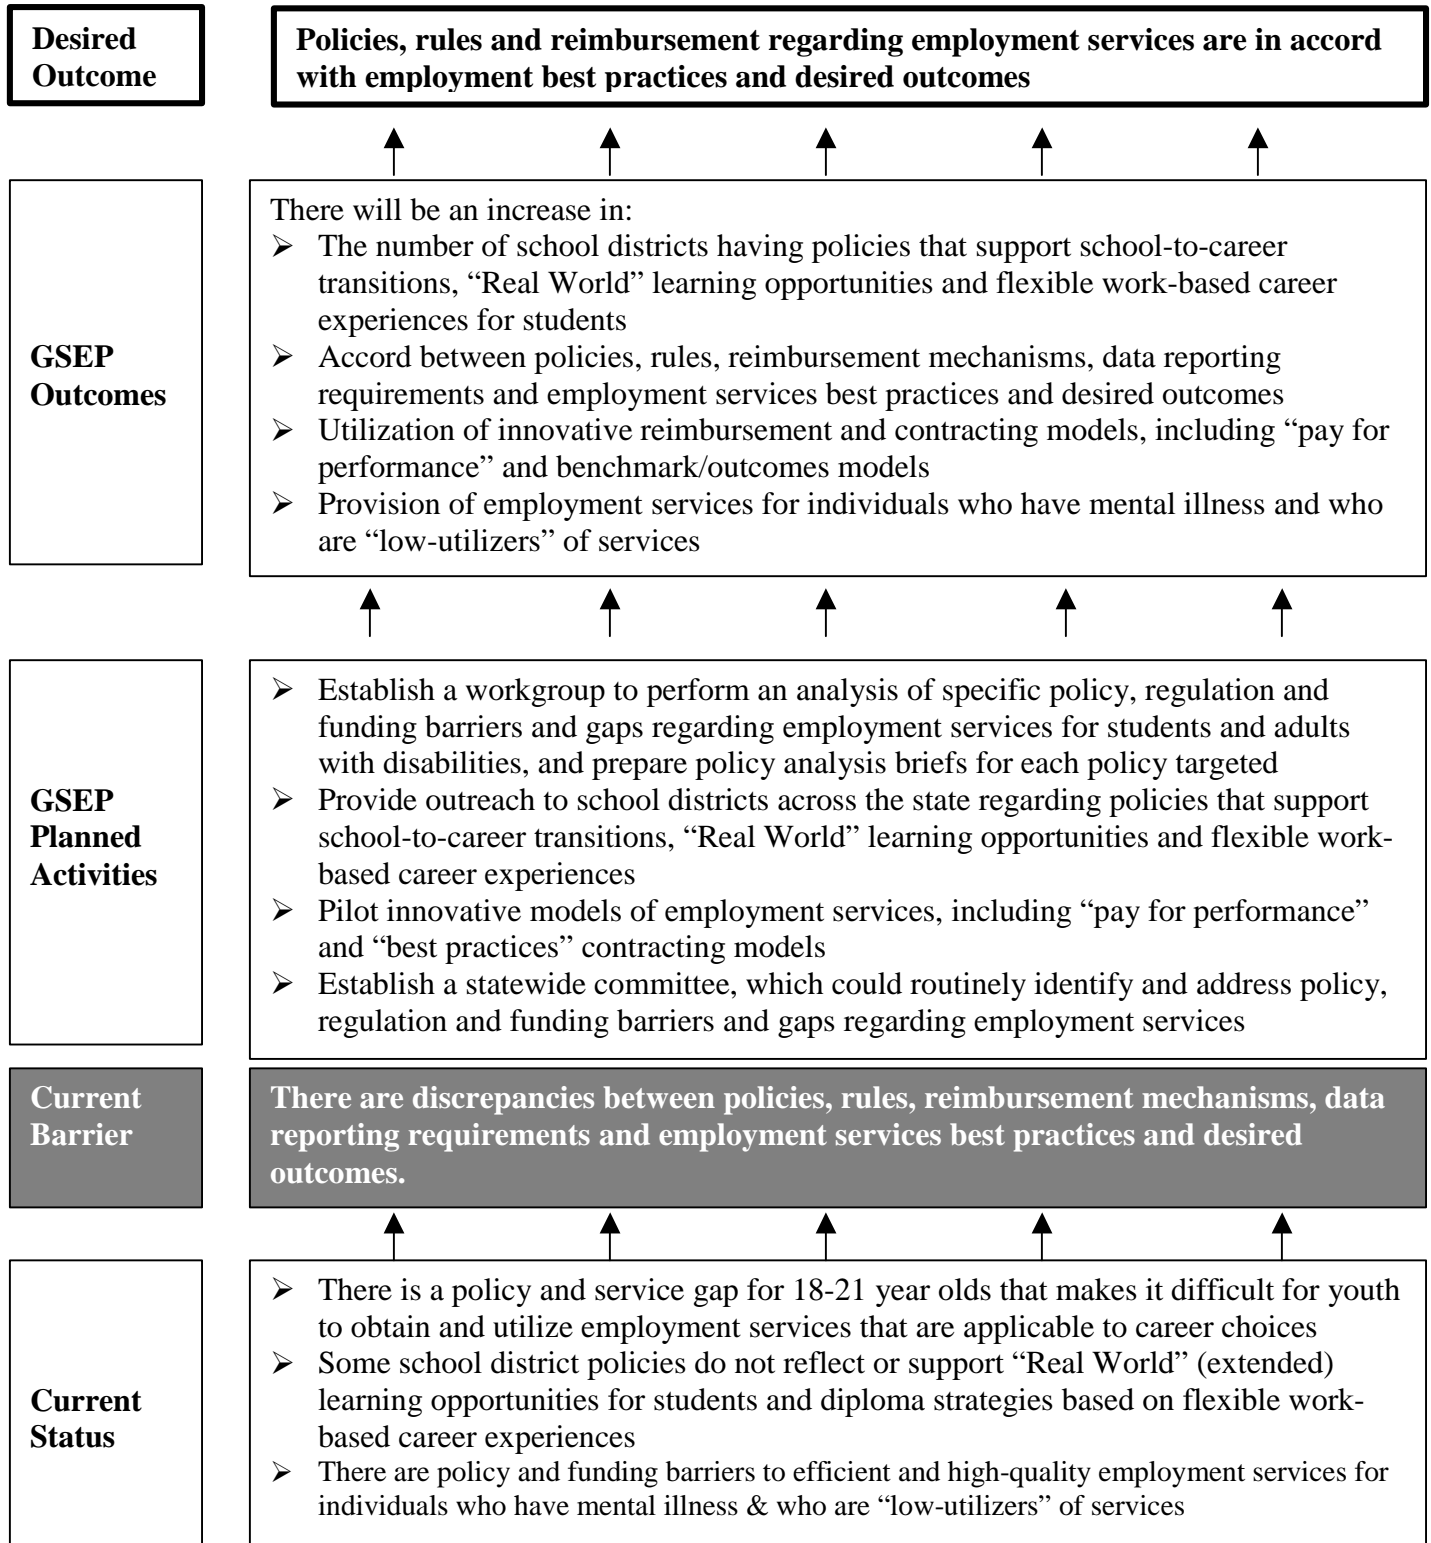 Desired
Outcome
Policies, rules and reimbursement regarding employment services are in accord
with employment best practices and desired outcomes
GSEP
Outcomes
There will be an increase in:
➢ The number of school districts having policies that support school-to-career
transitions, “Real World” learning opportunities and flexible work-based career
experiences for students
➢ Accord between policies, rules, reimbursement mechanisms, data reporting
requirements and employment services best practices and desired outcomes
➢ Utilization of innovative reimbursement and contracting models, including “pay for
performance” and benchmark/outcomes models
➢ Provision of employment services for individuals who have mental illness and who
are “low-utilizers” of services
GSEP
Planned
Activities
➢ Establish a workgroup to perform an analysis of specific policy, regulation and
funding barriers and gaps regarding employment services for students and adults
with disabilities, and prepare policy analysis briefs for each policy targeted
➢ Provide outreach to school districts across the state regarding policies that support
school-to-career transitions, “Real World” learning opportunities and flexible work-
based career experiences
➢ Pilot innovative models of employment services, including “pay for performance”
and “best practices” contracting models
➢ Establish a statewide committee, which could routinely identify and address policy,
regulation and funding barriers and gaps regarding employment services
Current
Barrier
There are discrepancies between policies, rules, reimbursement mechanisms, data
reporting requirements and employment services best practices and desired
outcomes.
Current
Status
➢ There is a policy and service gap for 18-21 year olds that makes it difficult for youth
to obtain and utilize employment services that are applicable to career choices
➢ Some school district policies do not reflect or support “Real World” (extended)
learning opportunities for students and diploma strategies based on flexible work-
based career experiences
➢ There are policy and funding barriers to efficient and high-quality employment services for
individuals who have mental illness & who are “low-utilizers” of services